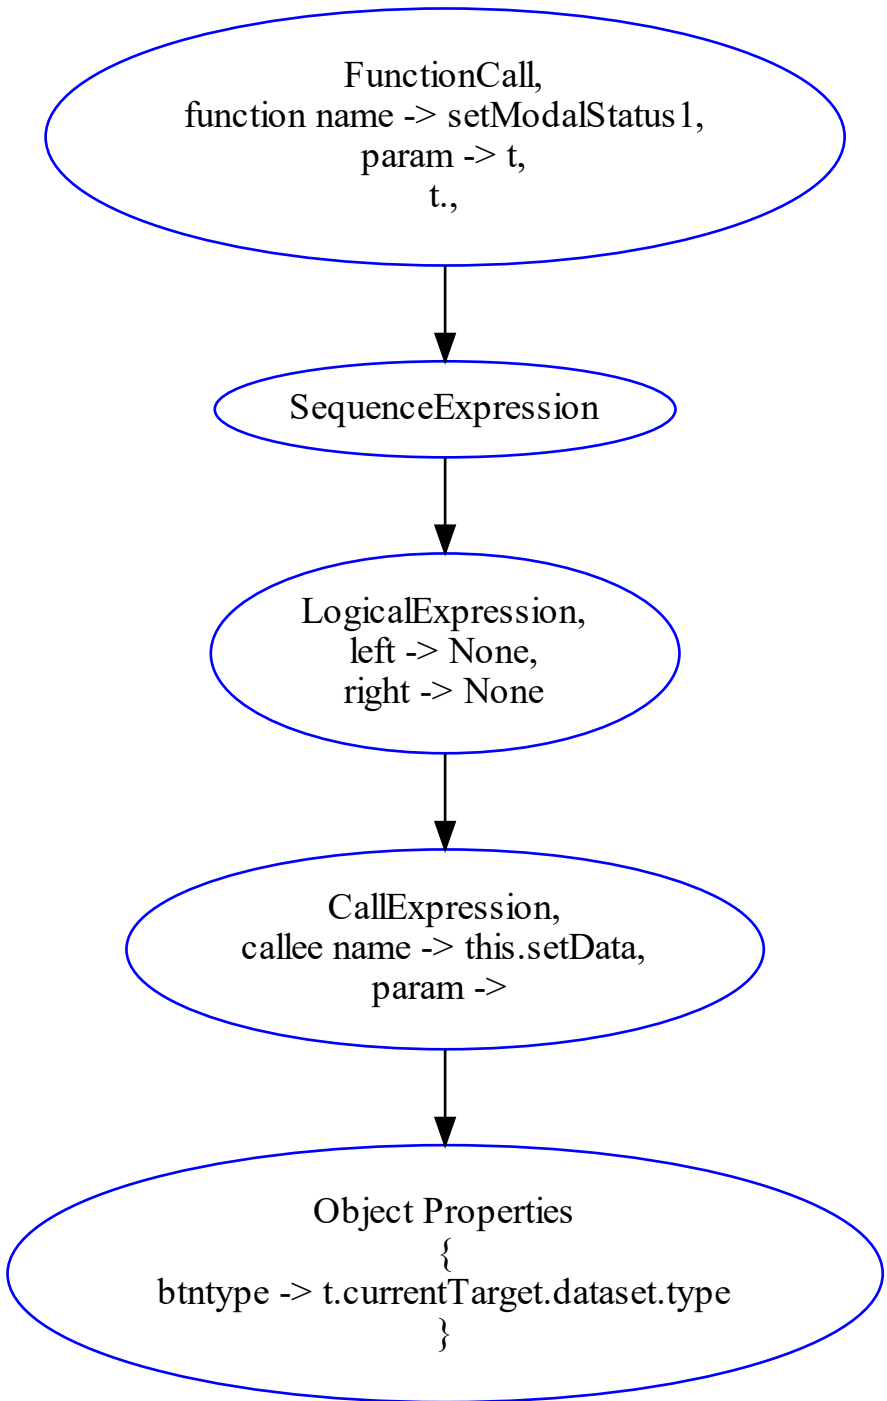 FunctionCall,
function name -> setModalStatus1,
param -> t,
t.,
SequenceExpression
LogicalExpression,
left -> None,
right -> None
CallExpression,
callee name -> this.setData,
param ->
Object Properties
{
btntype -> t.currentTarget.dataset.type
}